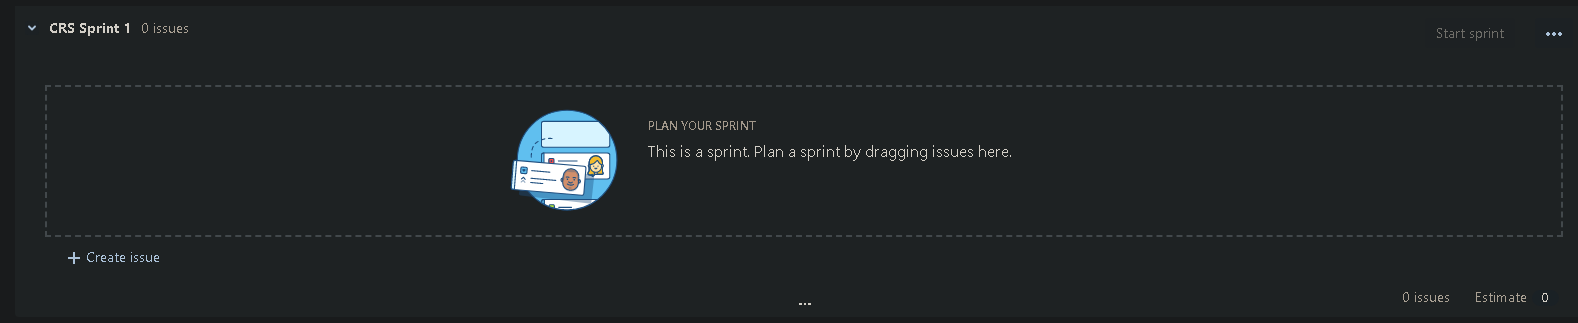 CRS Sprint 1 0 issues
Start sprint
PLAN YOUR SPRINT
This is a sprint. Plan a sprint by dragging issues here.
+ Create issue
0 issues Estimate 0